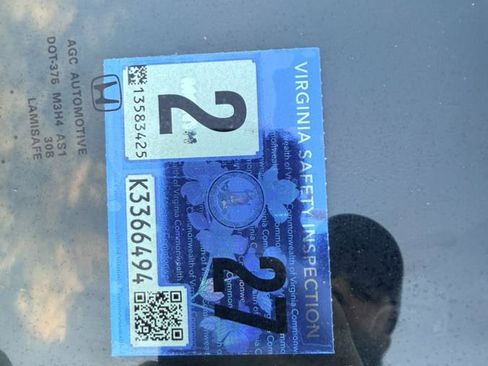 AGC AUTOMOTIVE
DOT-376 M3H4 AS1
30B
LAMISAFE
VIRGINIA SAFETY INSPECTION
2
13583425
27
K3366494